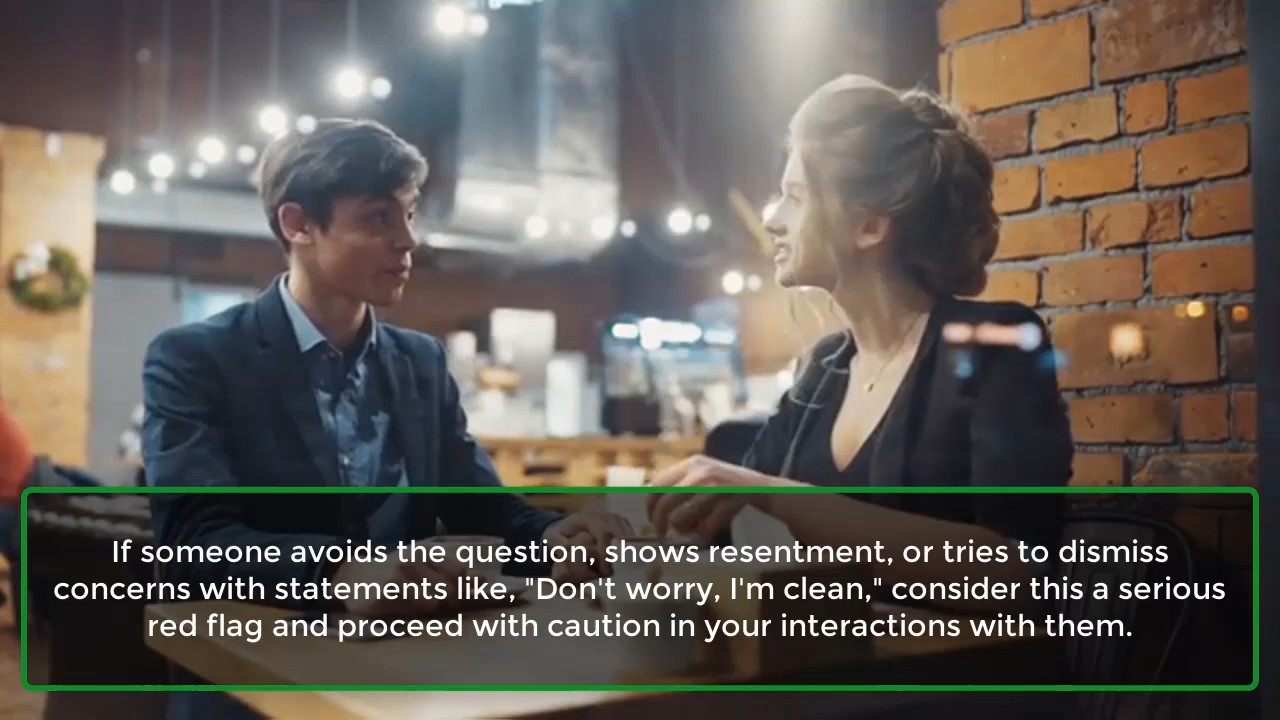 If someone avoids the question, shows resentment, or tries to dismiss
concerns with statements like, "Don't worry, I'm clean," consider this a serious
red flag and proceed with caution in your interactions with them.